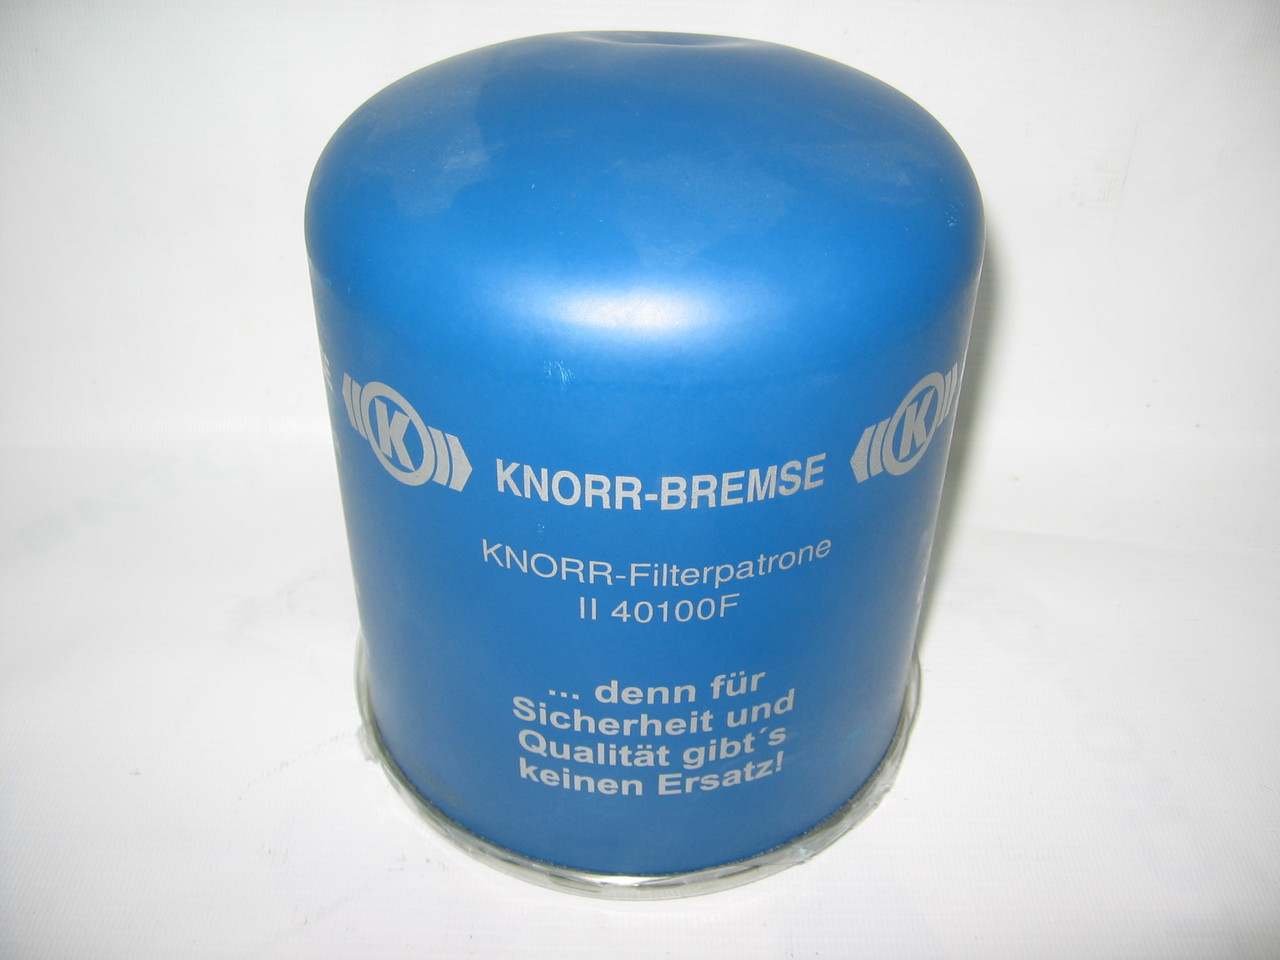 K
K
KNORR-BREMSE
KNORR-Filterpatrone
II 40100F
... denn für
Sicherheit und
Qualität gibt´s
keinen Ersatz!